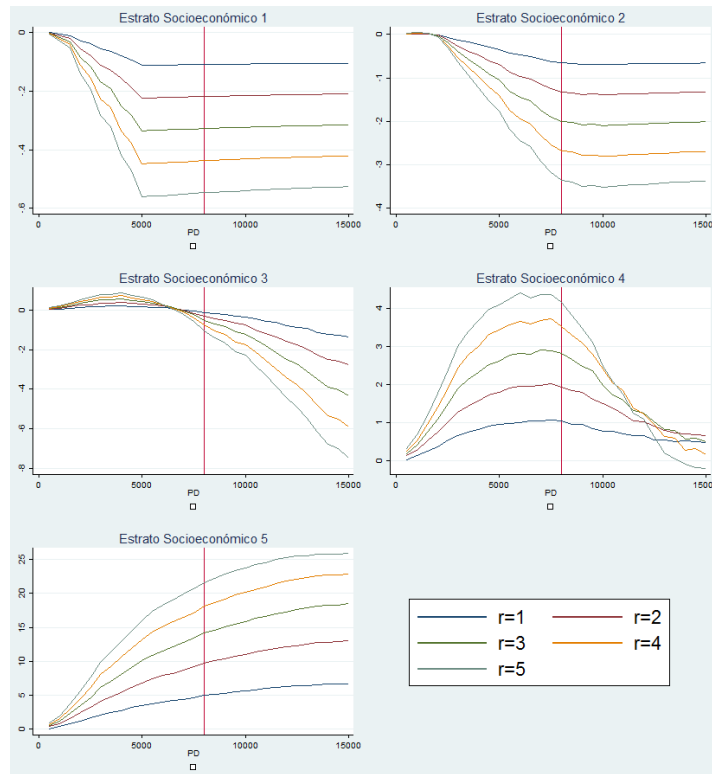 Estrato Socioeconómico 1
0
-.2
-.4
-.6
0 5000 10000 15000
PD
Estrato Socioeconómico 2
0
-1
-2
-3
-4
0 5000 10000 15000
PD
Estrato Socioeconómico 3
0
-2
-4
-6
-8
0 5000 10000 15000
PD
Estrato Socioeconómico 4
4
3
2
1
0
0 5000 10000 15000
PD
Estrato Socioeconómico 5
25
20
15
10
5
0
0 5000 10000 15000
PD
r=1 r=2
r=3 r=4
r=5